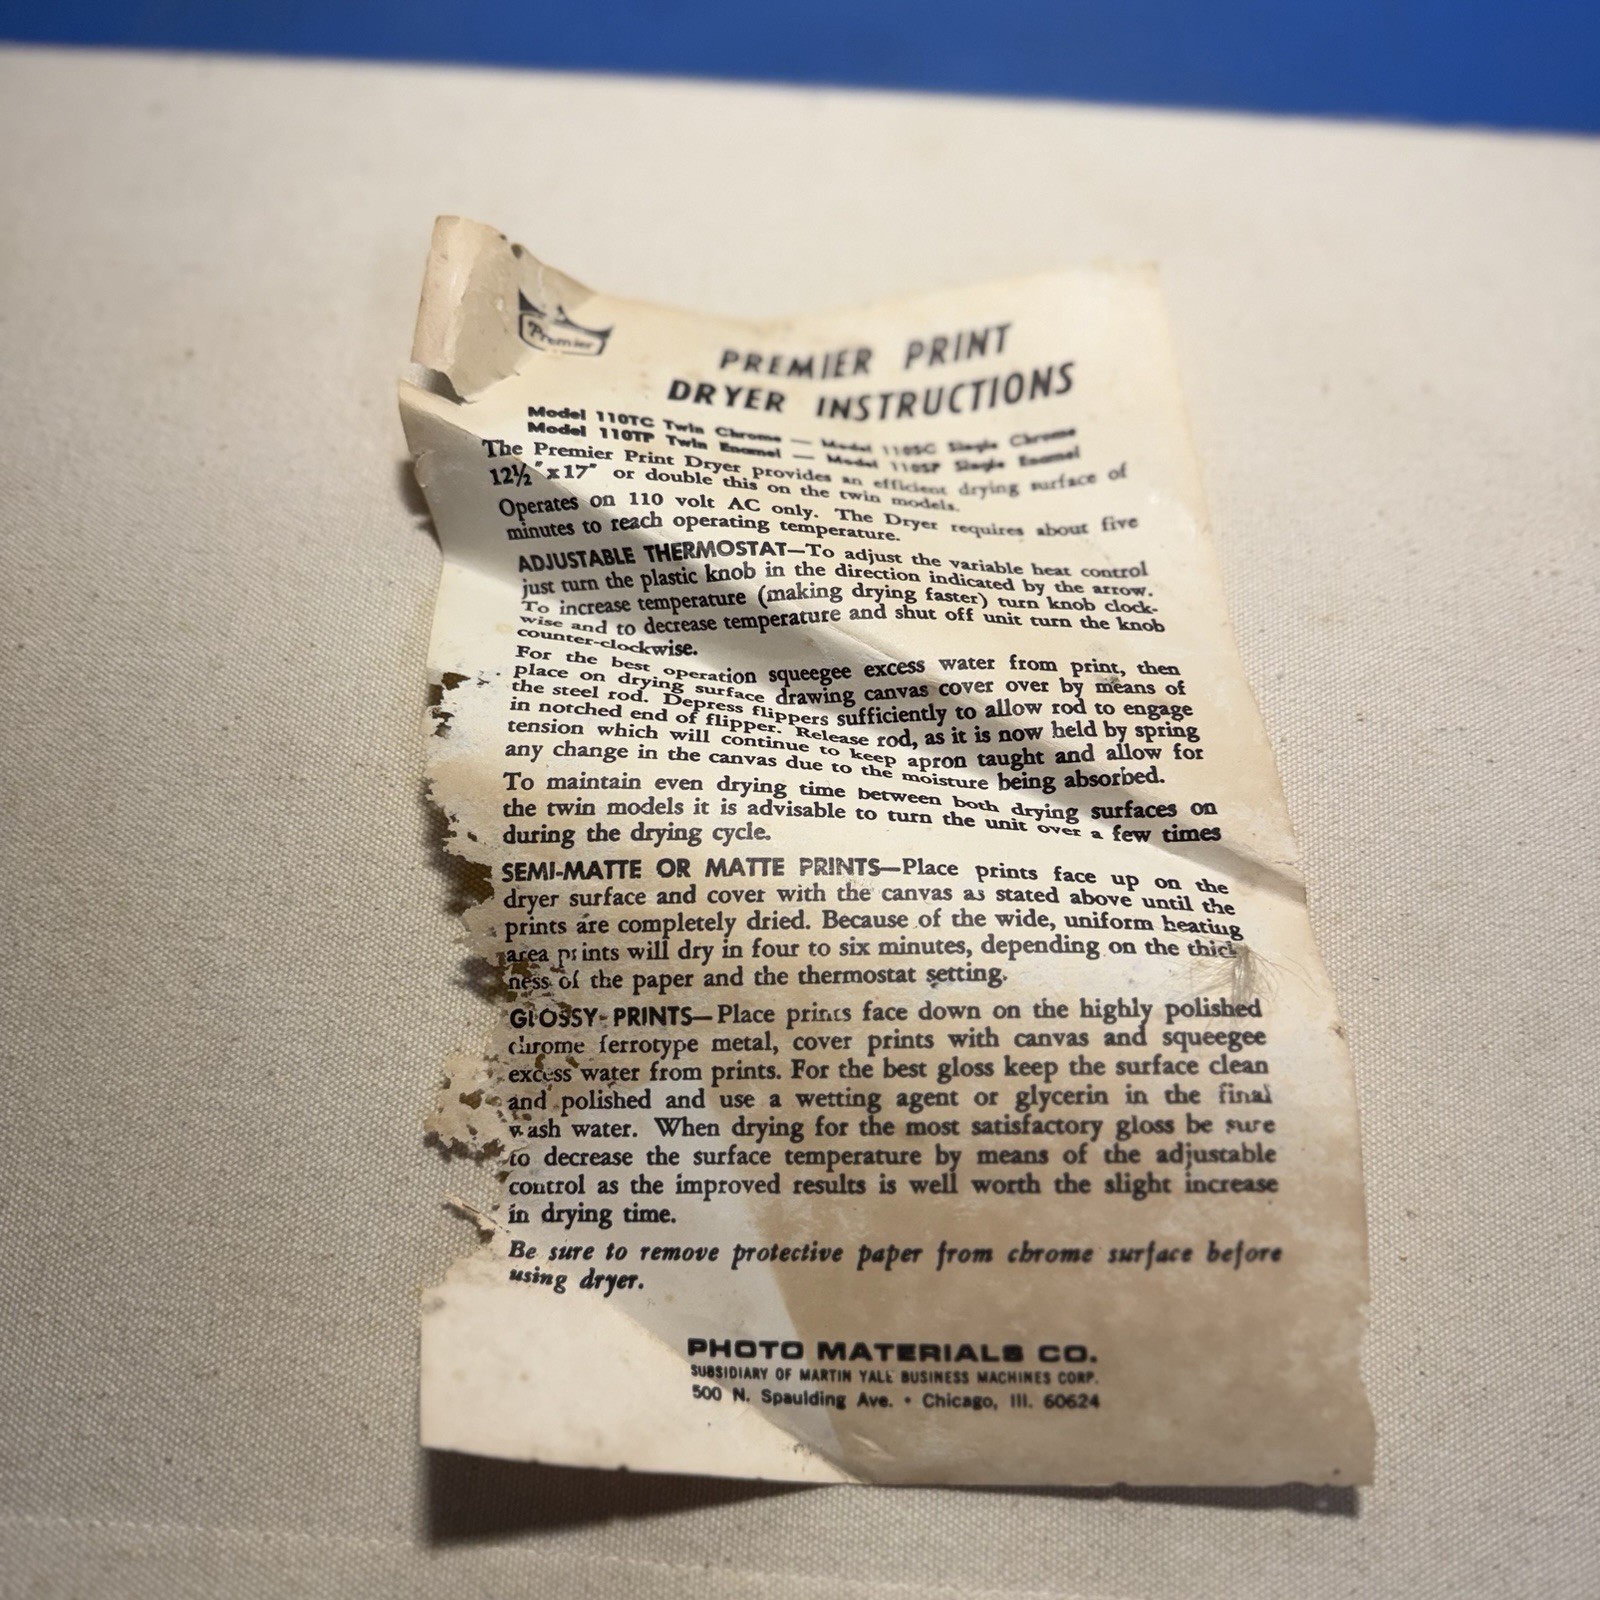 Premier
PREMIER PRINT
DRYER INSTRUCTIONS
Model 110TC Twin Chrome — Model 110SC Single Chrome
Model 110TP Twin Enamel — Model 110SP Single Enamel
The Premier Print Dryer provides an efficient drying surface of
12½" x 17" or double this on the twin models.
Operates on 110 volt AC only. The Dryer requires about five
minutes to reach operating temperature.
ADJUSTABLE THERMOSTAT—To adjust the variable heat control
just turn the plastic knob in the direction indicated by the arrow.
To increase temperature (making drying faster) turn knob clock-
wise and to decrease temperature and shut off unit turn the knob
counter-clockwise.
For the best operation squeegee excess water from print, then
place on drying surface drawing canvas cover over by means of
the steel rod. Depress flippers sufficiently to allow rod to engage
in notched end of flipper. Release rod, as it is now held by spring
tension which will continue to keep apron taught and allow for
any change in the canvas due to the moisture being absorbed.
To maintain even drying time between both drying surfaces on
the twin models it is advisable to turn the unit over a few times
during the drying cycle.
SEMI-MATTE OR MATTE PRINTS—Place prints face up on the
dryer surface and cover with the canvas as stated above until the
prints are completely dried. Because of the wide, uniform heating
area prints will dry in four to six minutes, depending on the thick
ness of the paper and the thermostat setting.
GLOSSY PRINTS—Place prints face down on the highly polished
chrome ferrotype metal, cover prints with canvas and squeegee
excess water from prints. For the best gloss keep the surface clean
and polished and use a wetting agent or glycerin in the final
wash water. When drying for the most satisfactory gloss be sure
to decrease the surface temperature by means of the adjustable
control as the improved results is well worth the slight increase
in drying time.
Be sure to remove protective paper from chrome surface before
using dryer.
PHOTO MATERIALS CO.
SUBSIDIARY OF MARTIN YALE BUSINESS MACHINES CORP.
500 N. Spaulding Ave. • Chicago, Ill. 60624